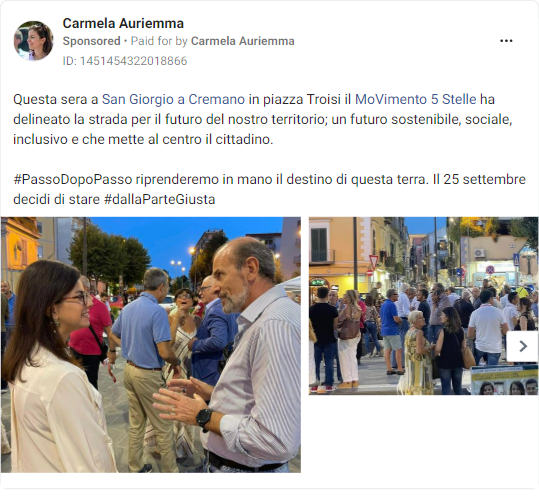 Carmela Auriemma
Sponsored • Paid for by Carmela Auriemma
ID: 1451454322018866
Questa sera a San Giorgio a Cremano in piazza Troisi il MoVimento 5 Stelle ha
delineato la strada per il futuro del nostro territorio; un futuro sostenibile, sociale,
inclusivo e che mette al centro il cittadino.
#PassoDopoPasso riprenderemo in mano il destino di questa terra. Il 25 settembre
decidi di stare #dallaParteGiusta